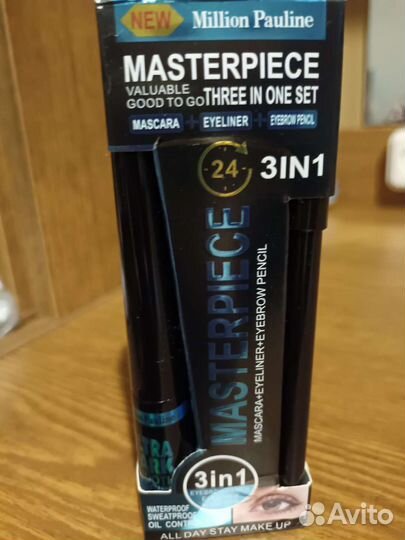 NEW Million Pauline
MASTERPIECE
VALUABLE
GOOD TO GO THREE IN ONE SET
MASCARA + EYELINER + EYEBROW PENCIL
24 3IN1
MASTERPIECE
MASCARA+EYELINER+EYEBROW PENCIL
3in1
WATERPROOF
SWEATPROOF
OIL CONT
ALL DAY STAY MAKE UP
Avito